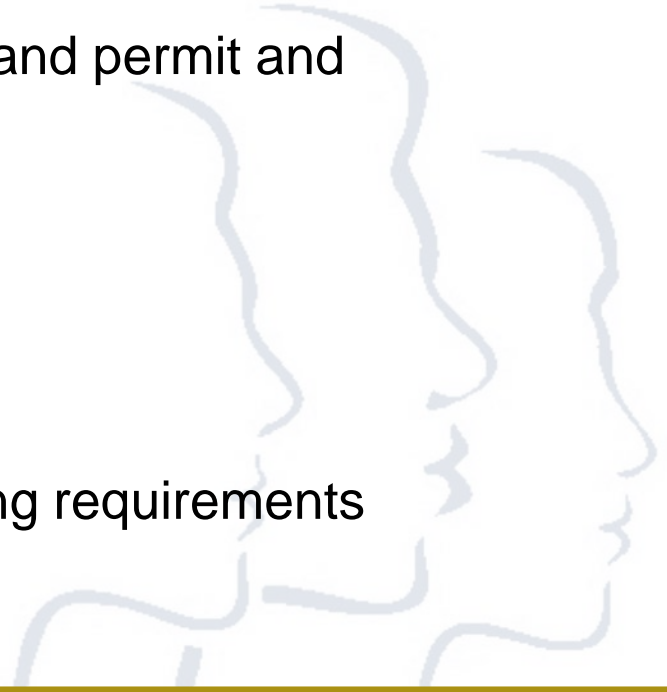 and permit and
ng requirements